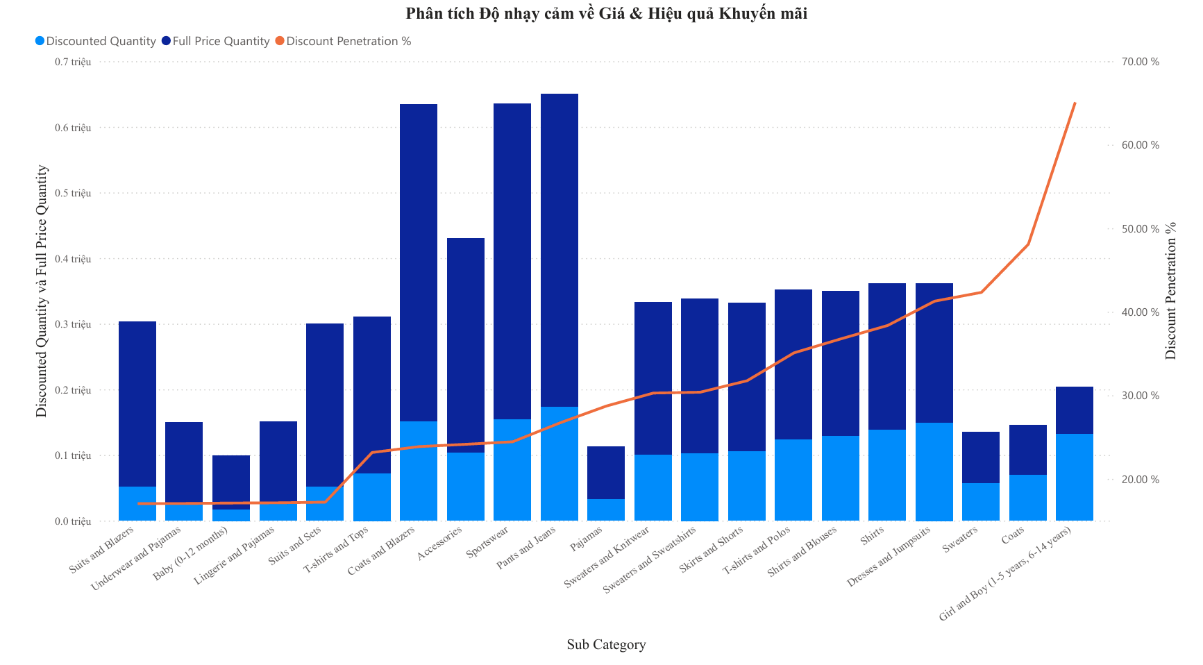 Phân tích Độ nhạy cảm về Giá & Hiệu quả Khuyến mãi
Discounted Quantity Full Price Quantity Discount Penetration %
Discounted Quantity và Full Price Quantity
0.7 triệu
0.6 triệu
0.5 triệu
0.4 triệu
0.3 triệu
0.2 triệu
0.1 triệu
0.0 triệu
70.00 %
60.00 %
50.00 %
40.00 %
30.00 %
20.00 %
Discount Penetration %
Suits and Blazers
Underwear and Pajamas
Baby (0-12 months)
Lingerie and Pajamas
Suits and Sets
T-shirts and Tops
Coats and Blazers
Accessories
Sportswear
Pants and Jeans
Pajamas
Sweaters and Knitwear
Sweaters and Sweatshirts
Skirts and Shorts
T-shirts and Polos
Shirts and Blouses
Shirts
Dresses and Jumpsuits
Sweaters
Coats
Girl and Boy (1-5 years, 6-14 years)
Sub Category